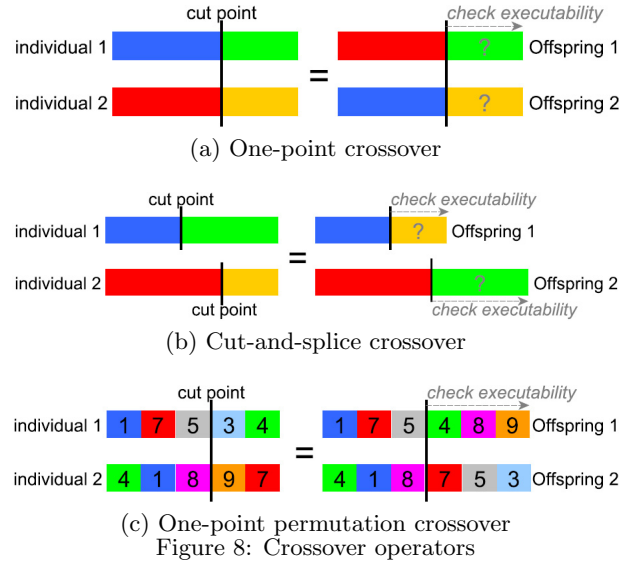 cut point
check executability
individual 1
=
? Offspring 1
individual 2
? Offspring 2
(a) One-point crossover
cut point
check executability
individual 1
? Offspring 1
=
individual 2
? Offspring 2
cut point
check executability
(b) Cut-and-splice crossover
cut point
check executability
individual 1 1 7 5 3 4
1 7 5 4 8 9 Offspring 1
=
individual 2 4 1 8 9 7
4 1 8 7 5 3 Offspring 2
(c) One-point permutation crossover
Figure 8: Crossover operators